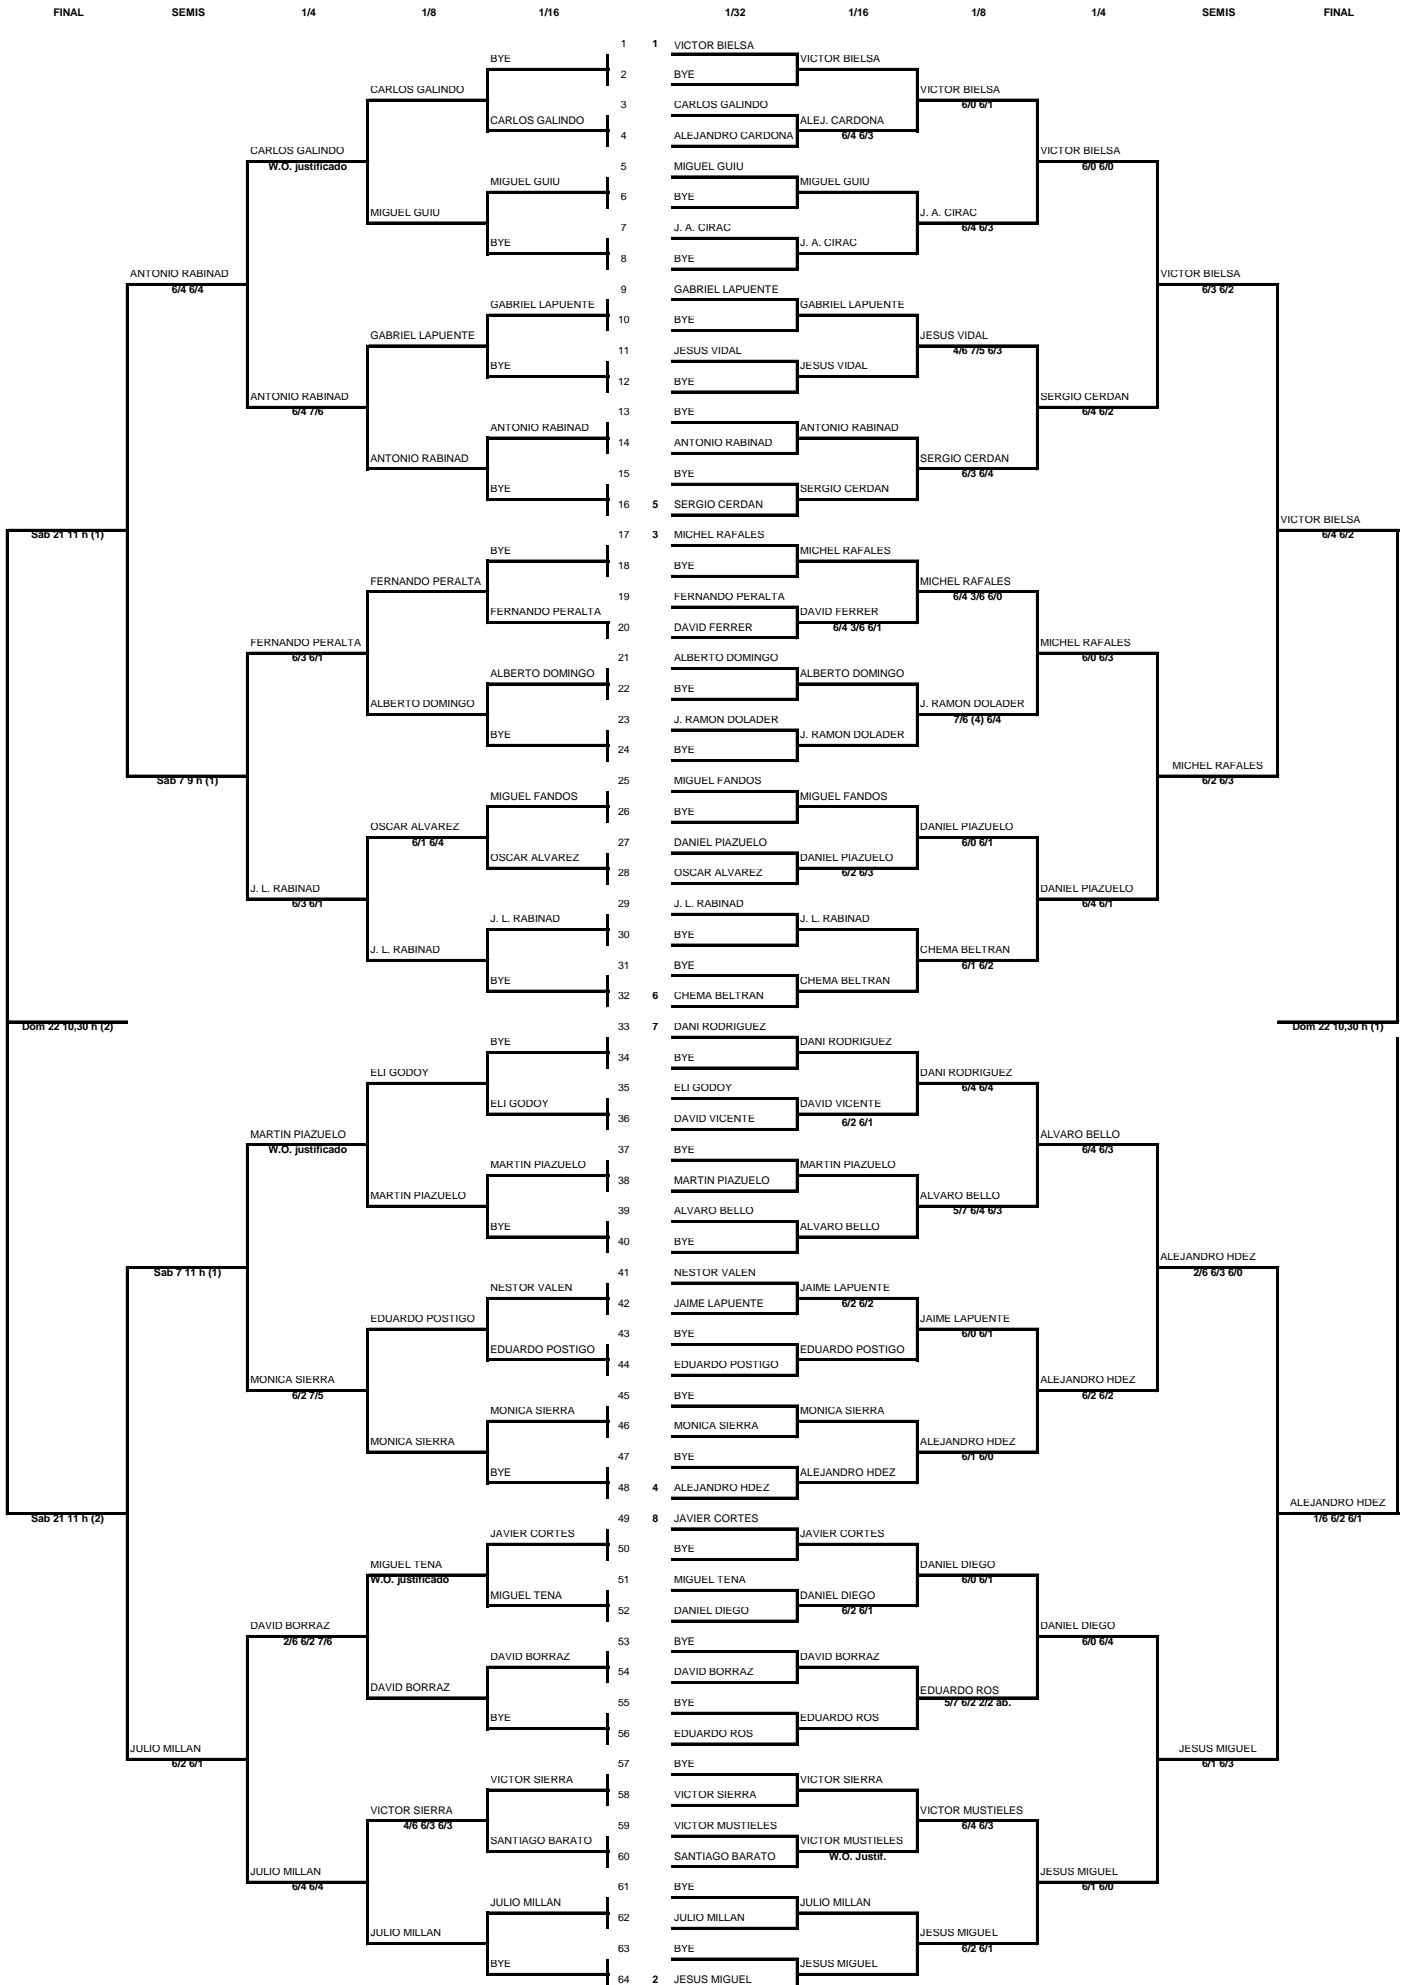 FINAL SEMIS 1/4 1/8 1/16 1/32 1/16 1/8 1/4 SEMIS FINAL
1 1 VICTOR BIELSA
BYE VICTOR BIELSA
2 BYE
CARLOS GALINDO VICTOR BIELSA
3 CARLOS GALINDO 6/0 6/1
CARLOS GALINDO ALEJ. CARDONA
4 ALEJANDRO CARDONA 6/4 6/3
CARLOS GALINDO VICTOR BIELSA
W.O. justificado 5 MIGUEL GUIU 6/0 6/0
MIGUEL GUIU MIGUEL GUIU
6 BYE
MIGUEL GUIU J. A. CIRAC
7 J. A. CIRAC 6/4 6/3
BYE J. A. CIRAC
8 BYE
ANTONIO RABINAD VICTOR BIELSA
6/4 6/4 9 GABRIEL LAPUENTE 6/3 6/2
GABRIEL LAPUENTE GABRIEL LAPUENTE
10 BYE
GABRIEL LAPUENTE JESUS VIDAL
11 JESUS VIDAL 4/6 7/5 6/3
BYE JESUS VIDAL
12 BYE
ANTONIO RABINAD SERGIO CERDAN
6/4 7/6 13 BYE 6/4 6/2
ANTONIO RABINAD ANTONIO RABINAD
14 ANTONIO RABINAD
ANTONIO RABINAD SERGIO CERDAN
15 BYE 6/3 6/4
BYE SERGIO CERDAN
16 5 SERGIO CERDAN
VICTOR BIELSA
Sab 21 11 h (1) 17 3 MICHEL RAFALES 6/4 6/2
BYE MICHEL RAFALES
18 BYE
FERNANDO PERALTA MICHEL RAFALES
19 FERNANDO PERALTA 6/4 3/6 6/0
FERNANDO PERALTA DAVID FERRER
20 DAVID FERRER 6/4 3/6 6/1
FERNANDO PERALTA MICHEL RAFALES
6/3 6/1 21 ALBERTO DOMINGO 6/0 6/3
ALBERTO DOMINGO ALBERTO DOMINGO
22 BYE
ALBERTO DOMINGO J. RAMON DOLADER
23 J. RAMON DOLADER 7/6 (4) 6/4
BYE J. RAMON DOLADER
24 BYE
MICHEL RAFALES
Sab 7 9 h (1) 25 MIGUEL FANDOS 6/2 6/3
MIGUEL FANDOS MIGUEL FANDOS
26 BYE
OSCAR ALVAREZ DANIEL PIAZUELO
6/1 6/4 27 DANIEL PIAZUELO 6/0 6/1
OSCAR ALVAREZ DANIEL PIAZUELO
28 OSCAR ALVAREZ 6/2 6/3
J. L. RABINAD DANIEL PIAZUELO
6/3 6/1 29 J. L. RABINAD 6/4 6/1
J. L. RABINAD J. L. RABINAD
30 BYE
J. L. RABINAD CHEMA BELTRAN
31 BYE 6/1 6/2
BYE CHEMA BELTRAN
32 6 CHEMA BELTRAN
Dom 22 10,30 h (2) 33 7 DANI RODRIGUEZ Dom 22 10,30 h (1)
BYE DANI RODRIGUEZ
34 BYE
ELI GODOY DANI RODRIGUEZ
35 ELI GODOY 6/4 6/4
ELI GODOY DAVID VICENTE
36 DAVID VICENTE 6/2 6/1
MARTIN PIAZUELO ALVARO BELLO
W.O. justificado 37 BYE 6/4 6/3
MARTIN PIAZUELO MARTIN PIAZUELO
38 MARTIN PIAZUELO
MARTIN PIAZUELO ALVARO BELLO
39 ALVARO BELLO 5/7 6/4 6/3
BYE ALVARO BELLO
40 BYE
ALEJANDRO HDEZ
Sab 7 11 h (1) 41 NESTOR VALEN 2/6 6/3 6/0
NESTOR VALEN JAIME LAPUENTE
42 JAIME LAPUENTE 6/2 6/2
EDUARDO POSTIGO JAIME LAPUENTE
43 BYE 6/0 6/1
EDUARDO POSTIGO EDUARDO POSTIGO
44 EDUARDO POSTIGO
MONICA SIERRA ALEJANDRO HDEZ
6/2 7/5 45 BYE 6/2 6/2
MONICA SIERRA MONICA SIERRA
46 MONICA SIERRA
MONICA SIERRA ALEJANDRO HDEZ
47 BYE 6/1 6/0
BYE ALEJANDRO HDEZ
48 4 ALEJANDRO HDEZ
ALEJANDRO HDEZ
Sab 21 11 h (2) 49 8 JAVIER CORTES 1/6 6/2 6/1
JAVIER CORTES JAVIER CORTES
50 BYE
MIGUEL TENA DANIEL DIEGO
W.O. justificado 51 MIGUEL TENA 6/0 6/1
MIGUEL TENA DANIEL DIEGO
52 DANIEL DIEGO 6/2 6/1
DAVID BORRAZ DANIEL DIEGO
2/6 6/2 7/6 53 BYE 6/0 6/4
DAVID BORRAZ DAVID BORRAZ
54 DAVID BORRAZ
DAVID BORRAZ EDUARDO ROS
55 BYE 5/7 6/2 2/2 ab.
BYE EDUARDO ROS
56 EDUARDO ROS
JULIO MILLAN JESUS MIGUEL
6/2 6/1 57 BYE 6/1 6/3
VICTOR SIERRA VICTOR SIERRA
58 VICTOR SIERRA
VICTOR SIERRA VICTOR MUSTIELES
4/6 6/3 6/3 59 VICTOR MUSTIELES 6/4 6/3
SANTIAGO BARATO VICTOR MUSTIELES
60 SANTIAGO BARATO W.O. Justif.
JULIO MILLAN JESUS MIGUEL
6/4 6/4 61 BYE 6/1 6/0
JULIO MILLAN JULIO MILLAN
62 JULIO MILLAN
JULIO MILLAN JESUS MIGUEL
63 BYE 6/2 6/1
BYE JESUS MIGUEL
64 2 JESUS MIGUEL